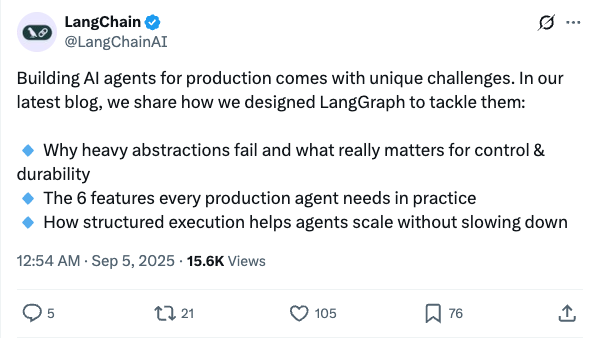 LangChain
@LangChainAI
Building AI agents for production comes with unique challenges. In our
latest blog, we share how we designed LangGraph to tackle them:
🔹 Why heavy abstractions fail and what really matters for control &
durability
🔹 The 6 features every production agent needs in practice
🔹 How structured execution helps agents scale without slowing down
12:54 AM · Sep 5, 2025 · 15.6K Views
5 21 105 76